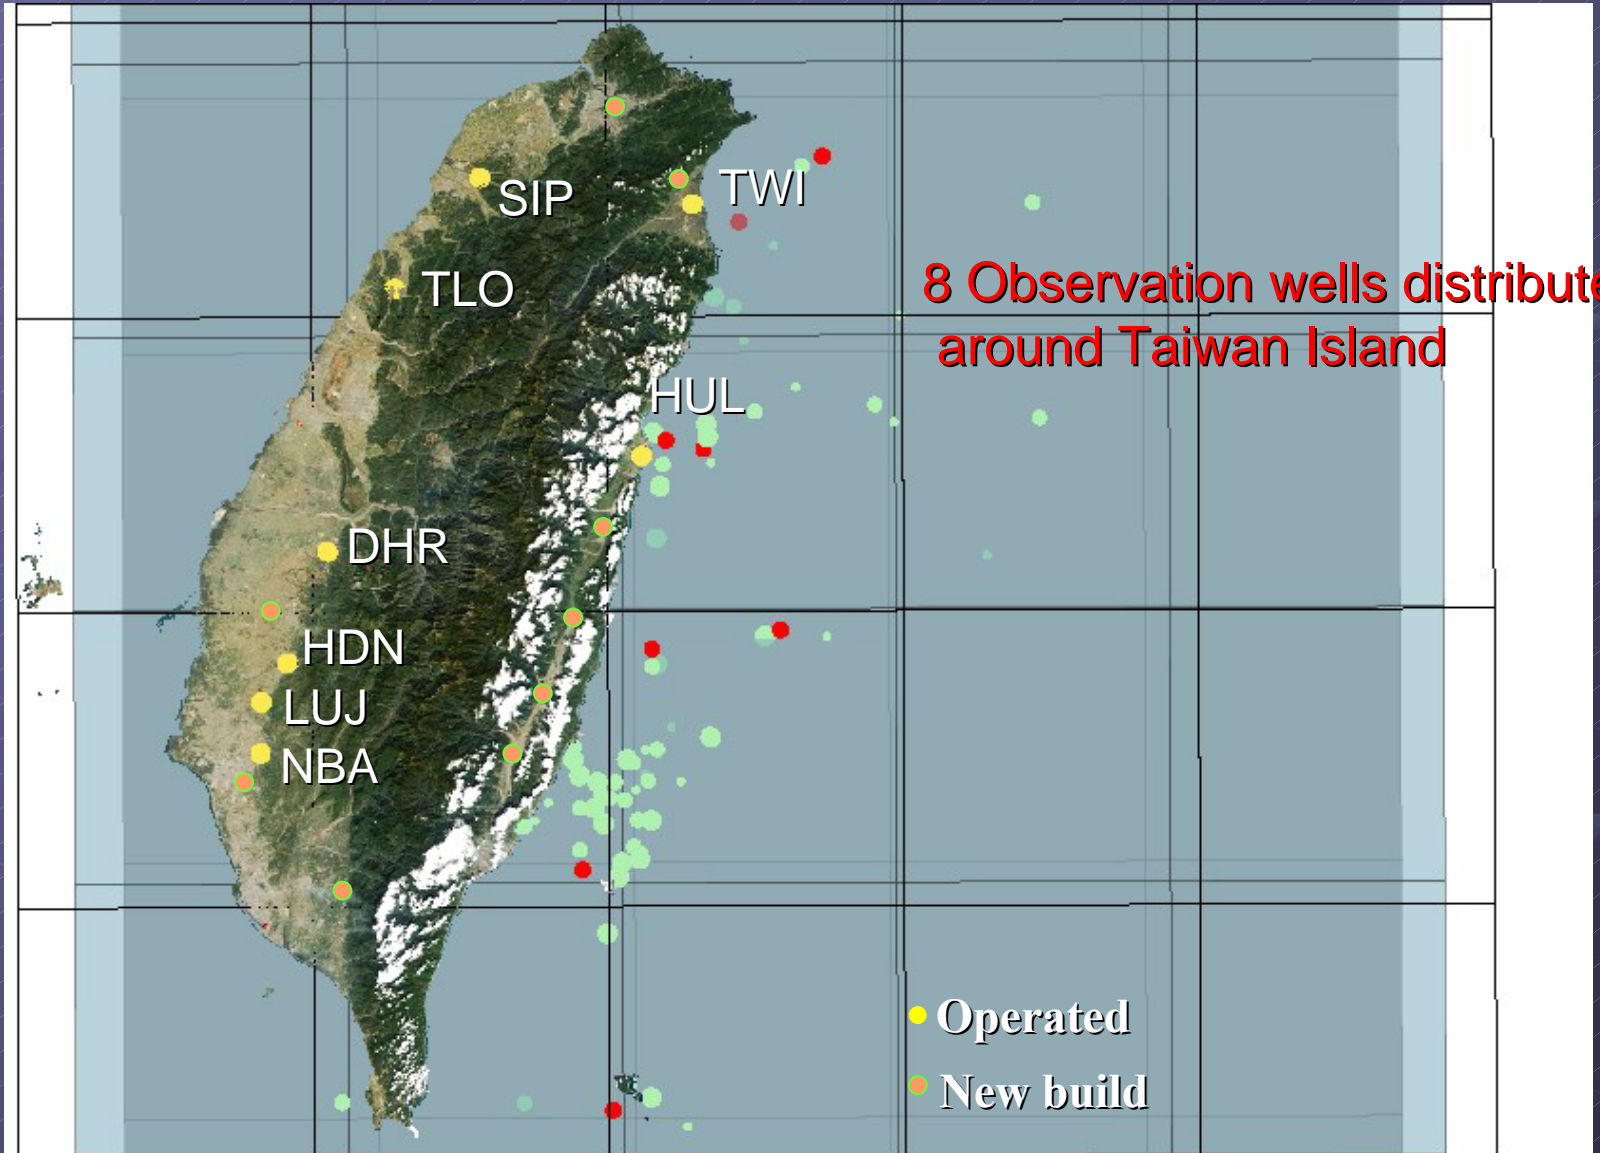 SIP
TWI
TLO
8 Observation wells distribute
around Taiwan Island
HUL
DHR
HDN
LUJ
NBA
Operated
New build